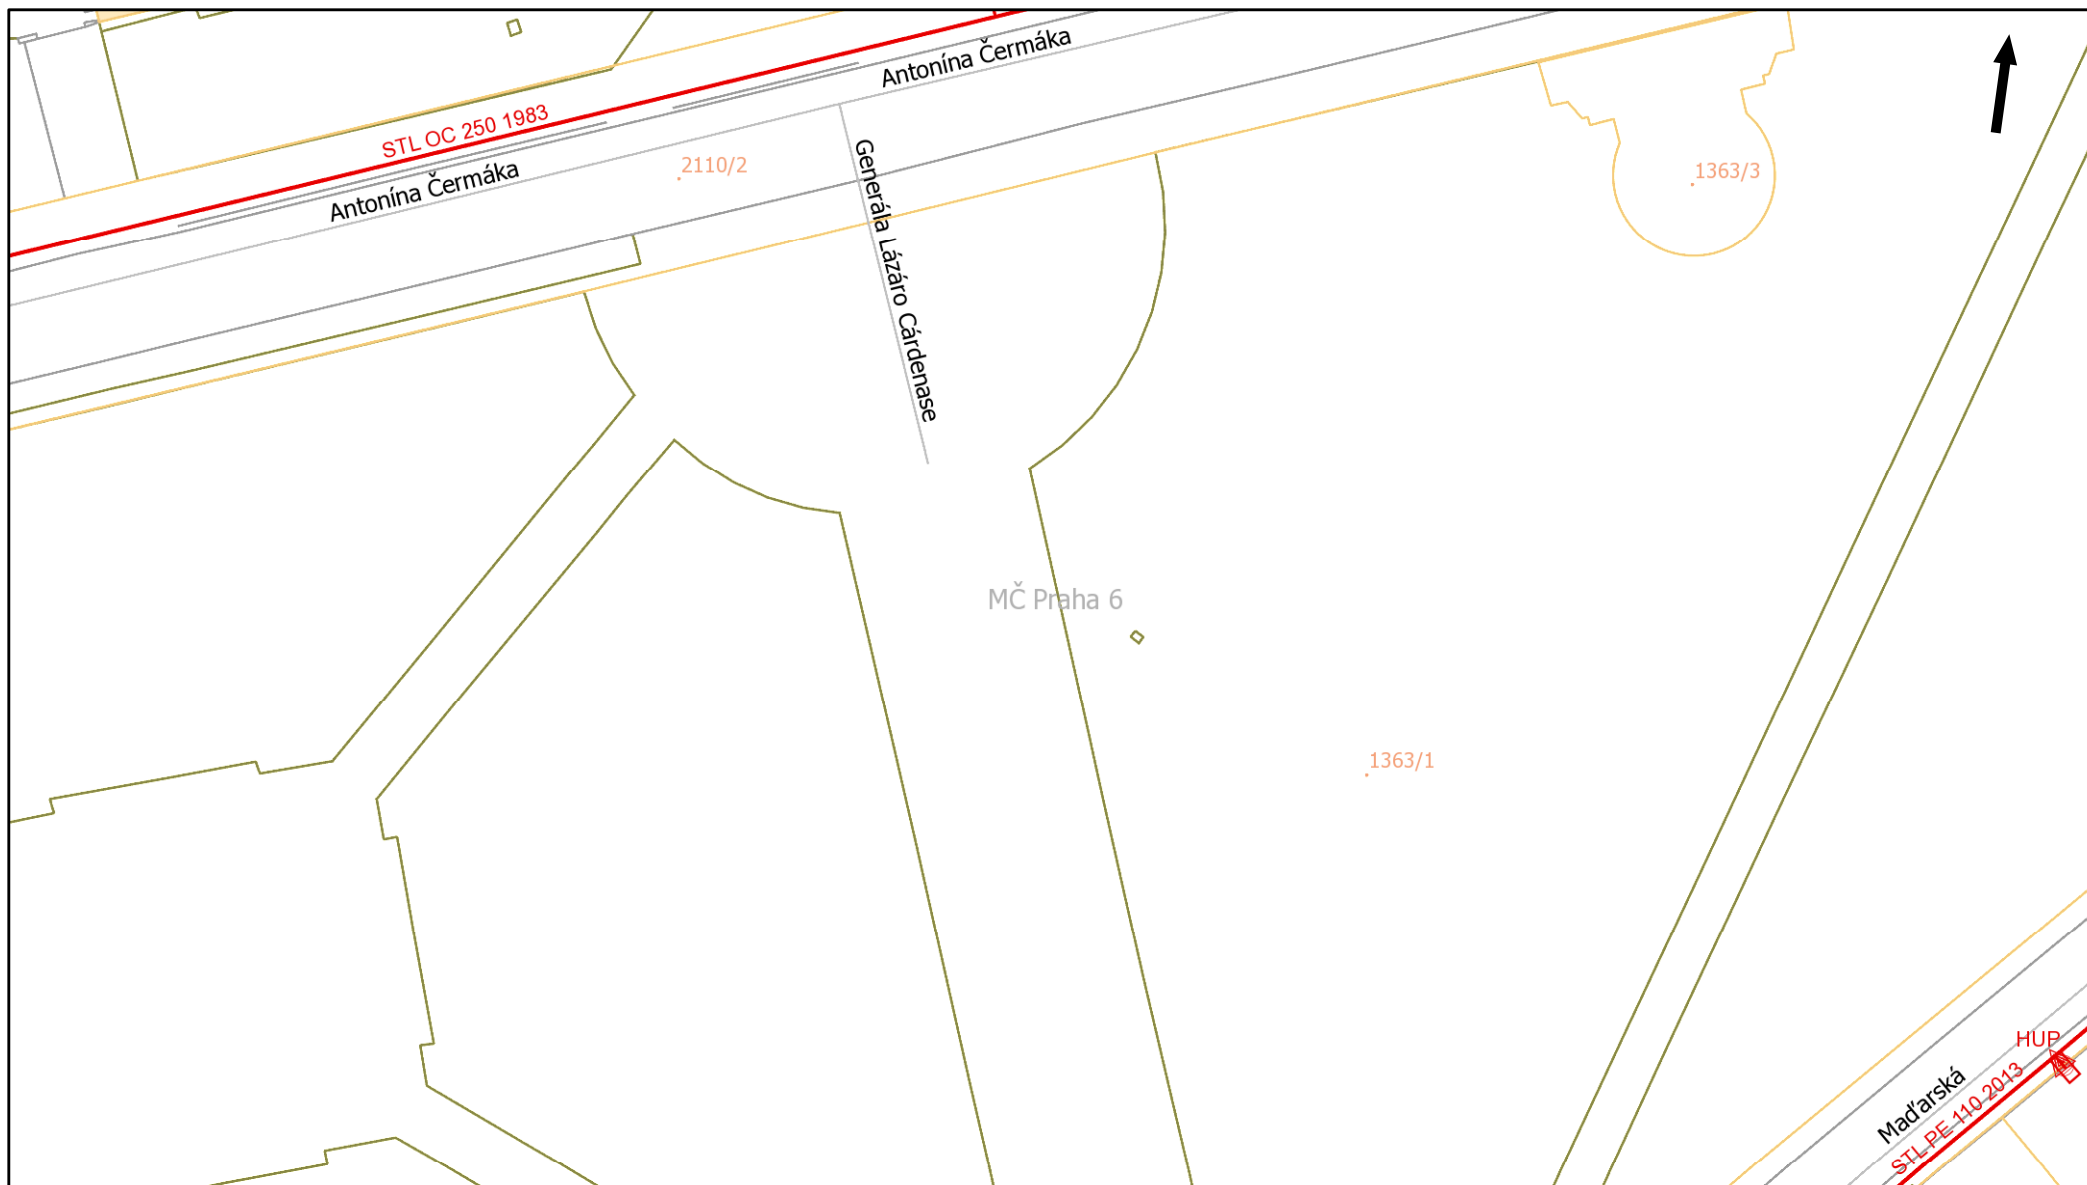 Antonína Čermáka
STL OC 250 1983
Antonína Čermáka
2110/2
1363/3
Generála Lázáro Cárdenase
MČ Praha 6
1363/1
HUP
Maďarská
STL PE 110 2013